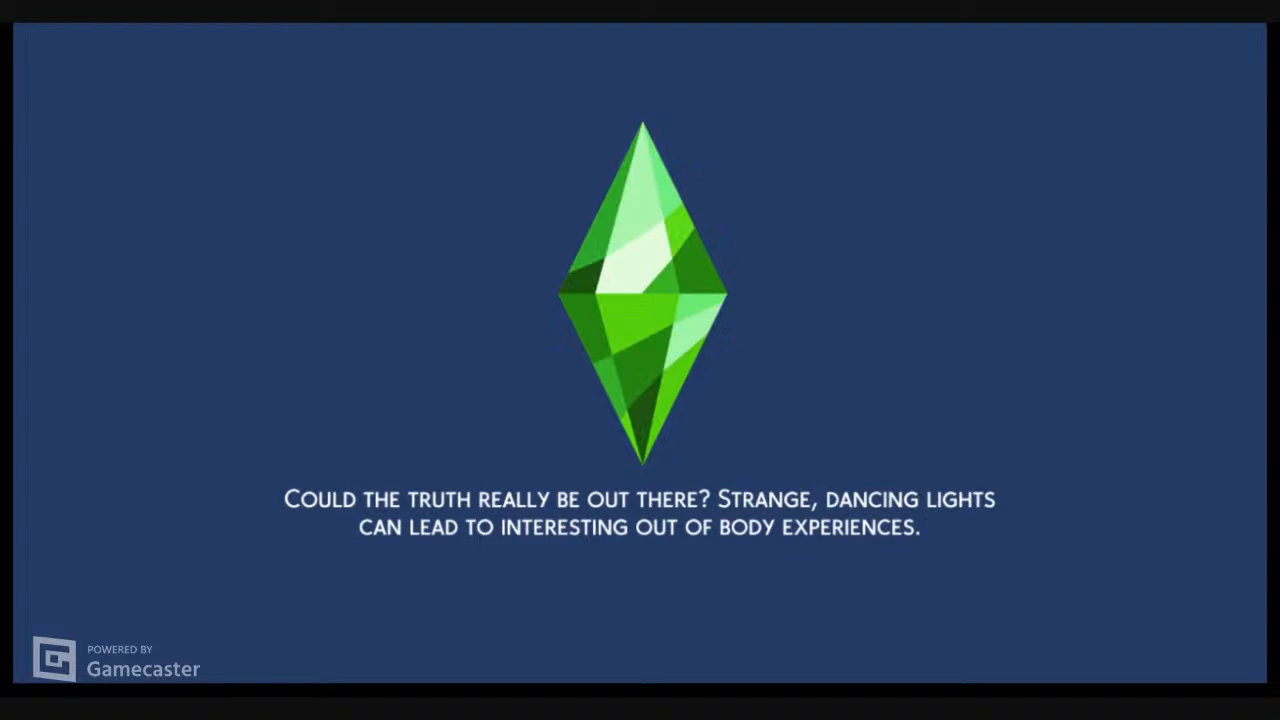 COULD THE TRUTH REALLY BE OUT THERE? STRANGE, DANCING LIGHTS
CAN LEAD TO INTERESTING OUT OF BODY EXPERIENCES.
POWERED BY
Gamecaster